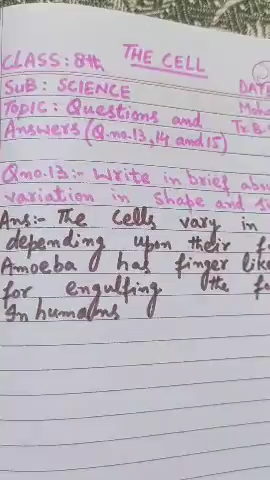 THE CELL
CLASS: 8th
SUB: SCIENCE
TOPIC: Questions and
Answers (Q.no.13, 14 and 15)
Qno.13:- Write in brief
variation in shape and
Ans:- The cells vary in
depending upon their
Amoeba has finger
for engulfing the
In humans